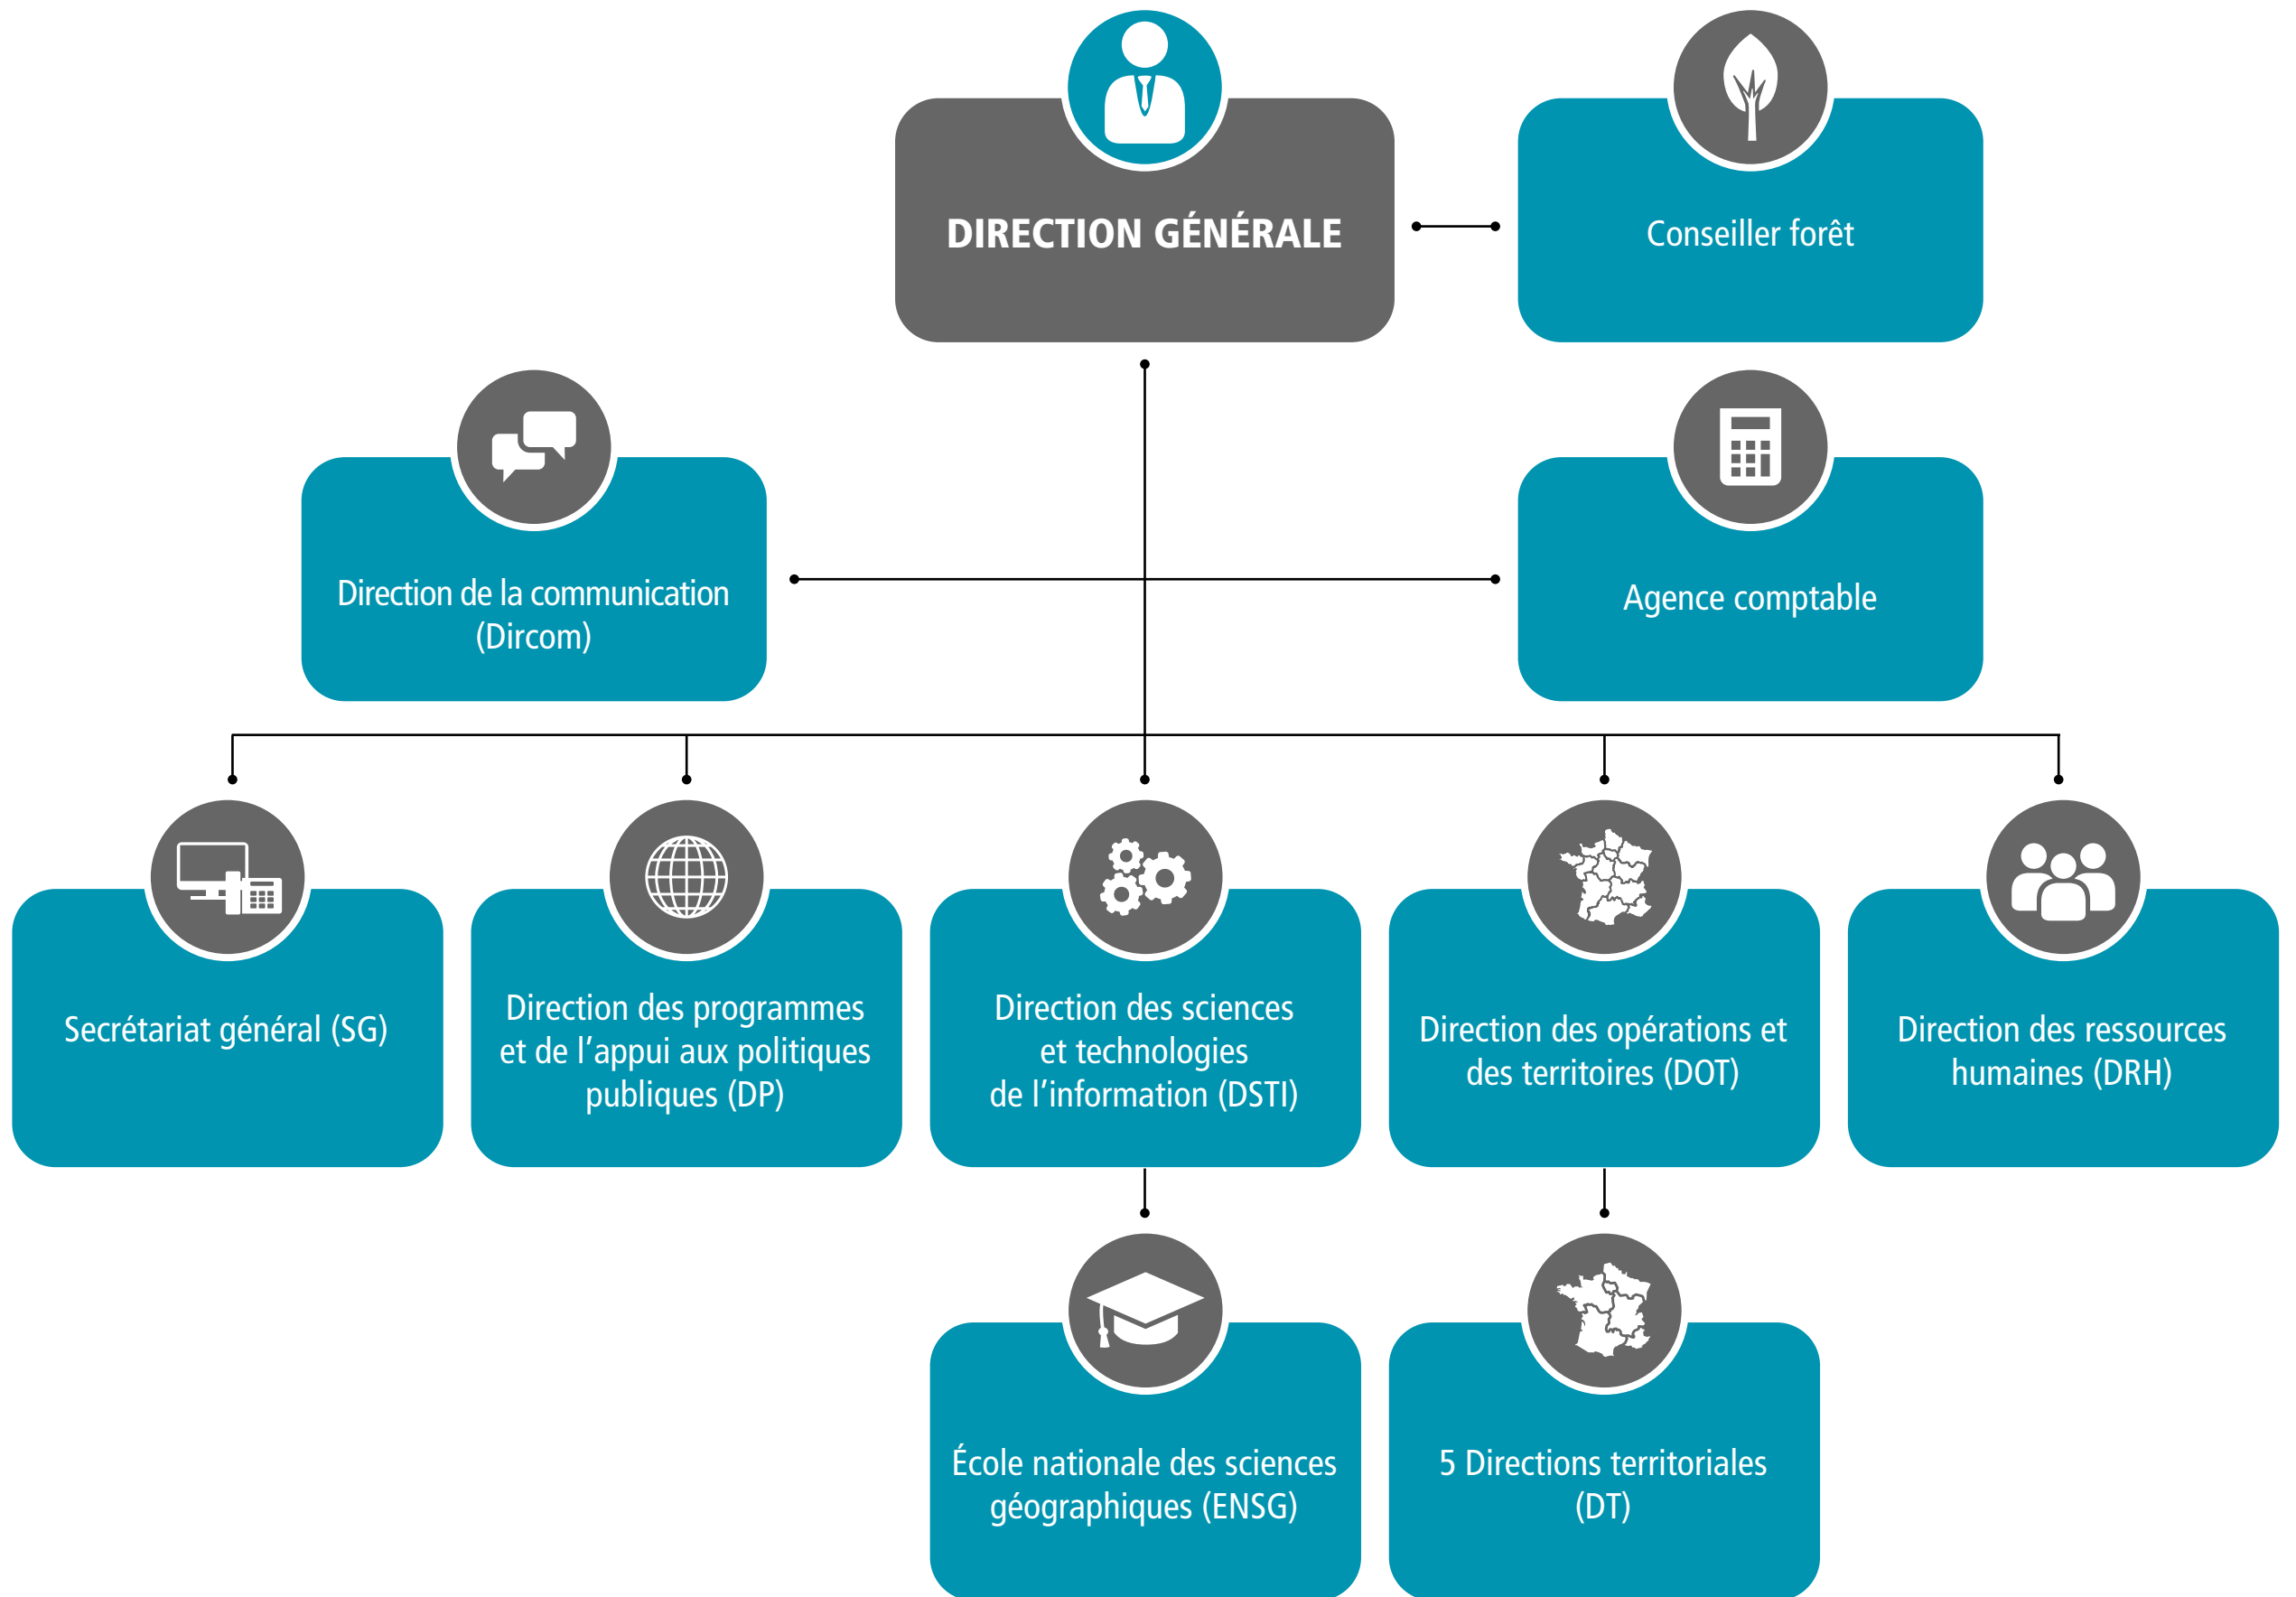 DIRECTION GÉNÉRALE
Conseiller forêt
Direction de la communication
(Dircom)
Agence comptable
Secrétariat général (SG)
Direction des programmes
et de l’appui aux politiques
publiques (DP)
Direction des sciences
et technologies
de l’information (DSTI)
Direction des opérations et
des territoires (DOT)
Direction des ressources
humaines (DRH)
École nationale des sciences
géographiques (ENSG)
5 Directions territoriales
(DT)